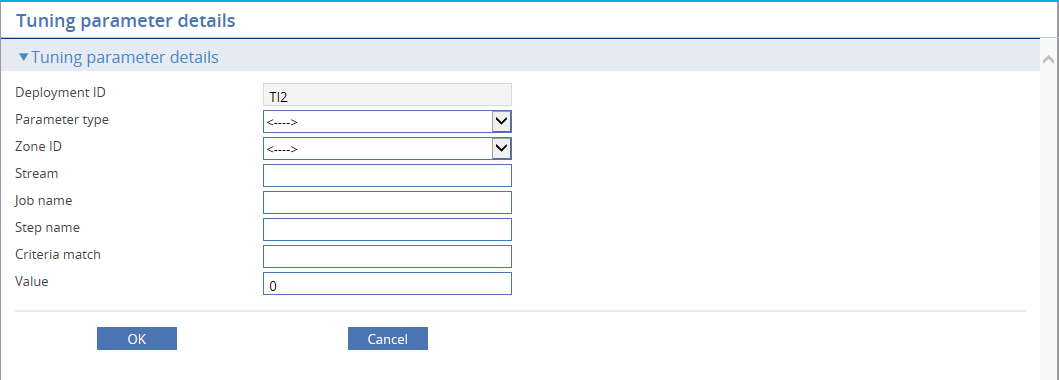 Tuning parameter details
Tuning parameter details
Deployment ID TI2
Parameter type <---->
Zone ID <---->
Stream
Job name
Step name
Criteria match
Value 0
OK Cancel